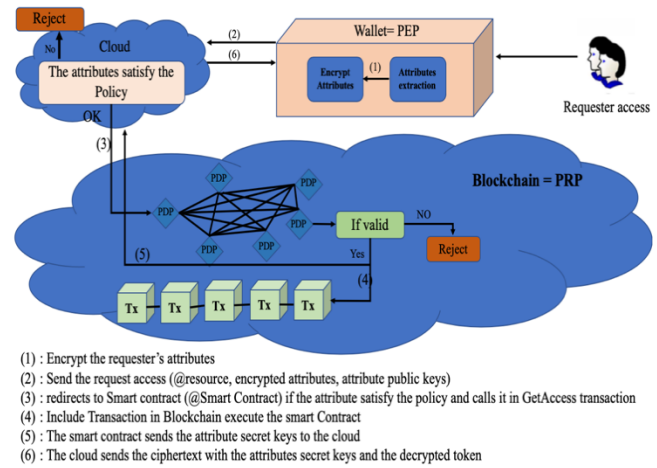 Reject
No
Cloud
The attributes satisfy the
Policy
OK
(2)
(6)
Wallet= PEP
Encrypt
Attributes
(1)
Attributes
extraction
Requester access
(3)
Blockchain = PRP
PDP
PDP
PDP
PDP
PDP
PDP
If valid
NO
Reject
Yes
(5)
(4)
Tx
Tx
Tx
Tx
Tx
(1) : Encrypt the requester's attributes
(2) : Send the request access (@resource, encrypted attributes, attribute public keys)
(3) : redirects to Smart contract (@Smart Contract) if the attribute satisfy the policy and calls it in GetAccess transaction
(4) : Include Transaction in Blockchain execute the smart Contract
(5) : The smart contract sends the attribute secret keys to the cloud
(6) : The cloud sends the ciphertext with the attributes secret keys and the decrypted token